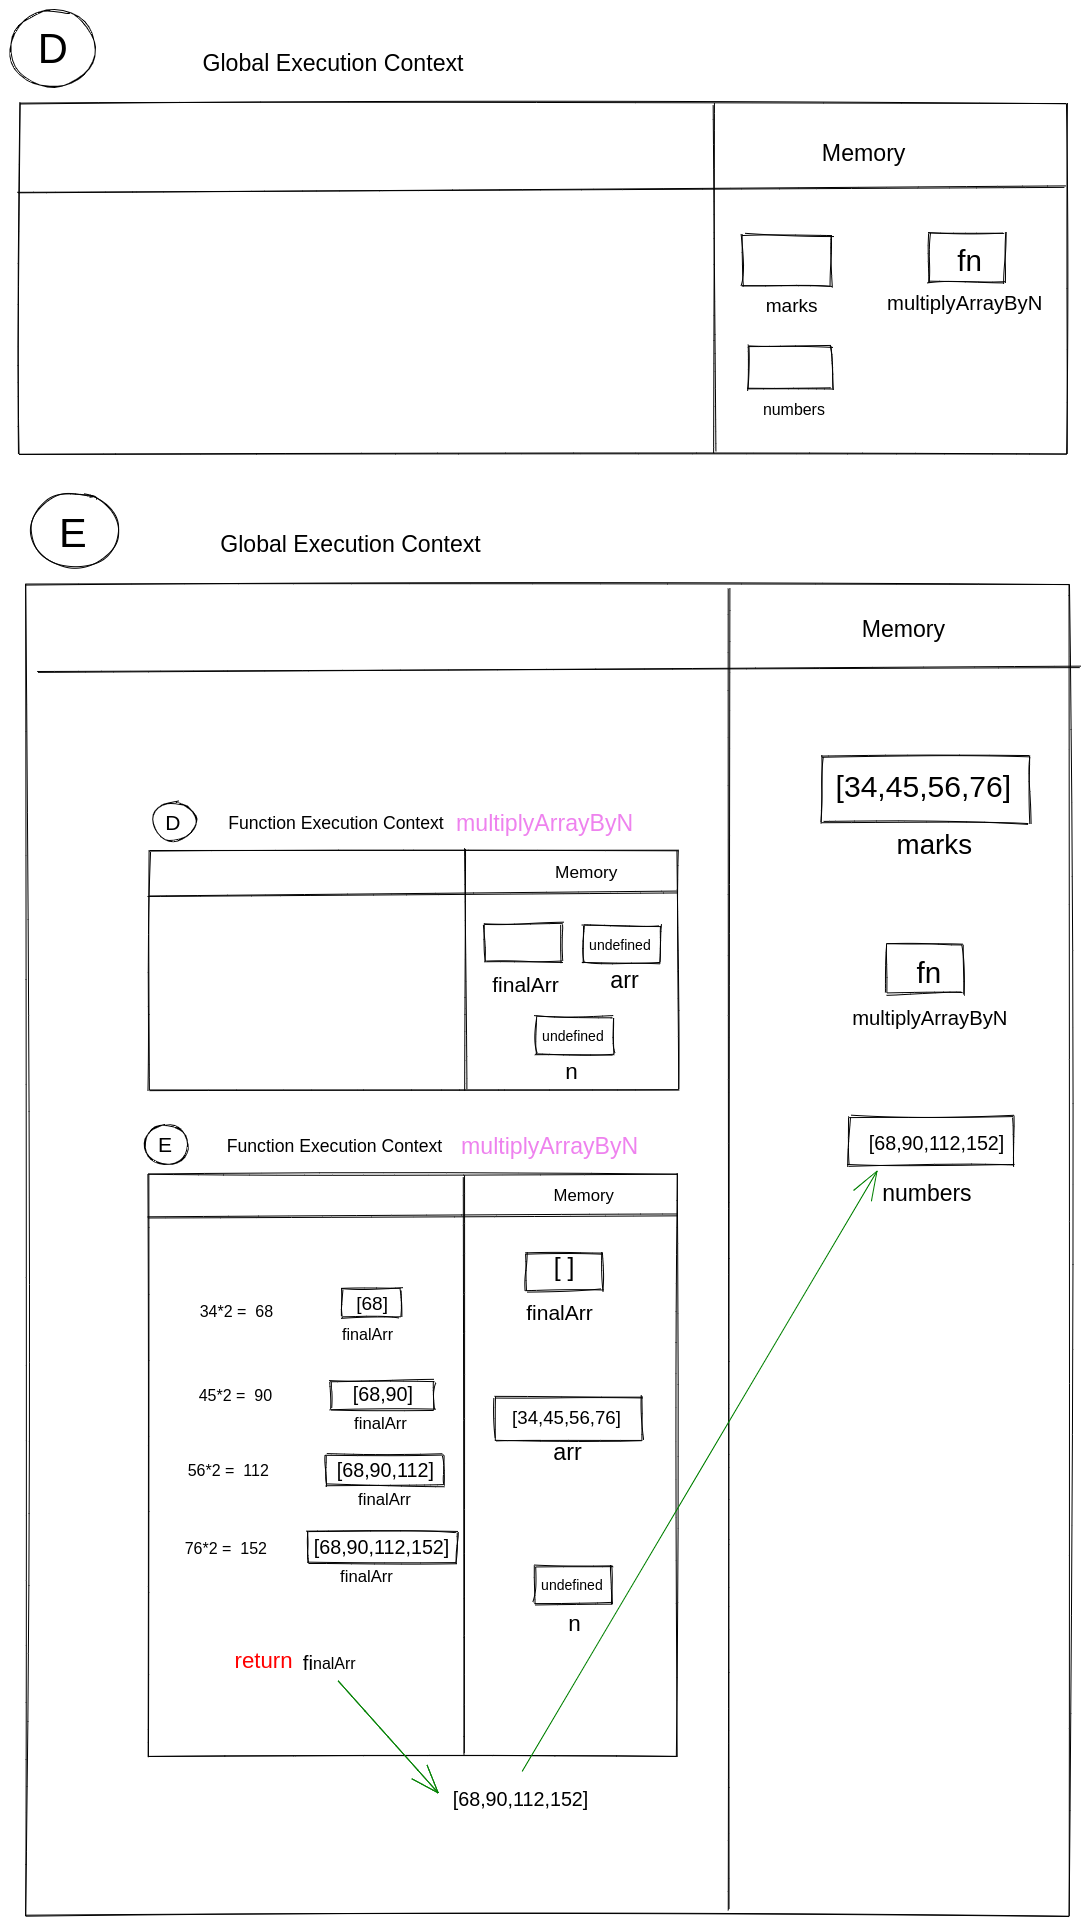 D
Global Execution Context
Memory
fn
marks
multiplyArrayByN
numbers
E
Global Execution Context
Memory
[34,45,56,76]
marks
D
Function Execution Context multiplyArrayByN
Memory
undefined
finalArr
arr
undefined
n
fn
multiplyArrayByN
[68,90,112,152]
numbers
E
Function Execution Context multiplyArrayByN
Memory
[ ]
finalArr
34*2 = 68
[68]
finalArr
45*2 = 90
[68,90]
finalArr
[34,45,56,76]
arr
56*2 = 112
[68,90,112]
finalArr
76*2 = 152
[68,90,112,152]
finalArr
undefined
n
return finalArr
[68,90,112,152]